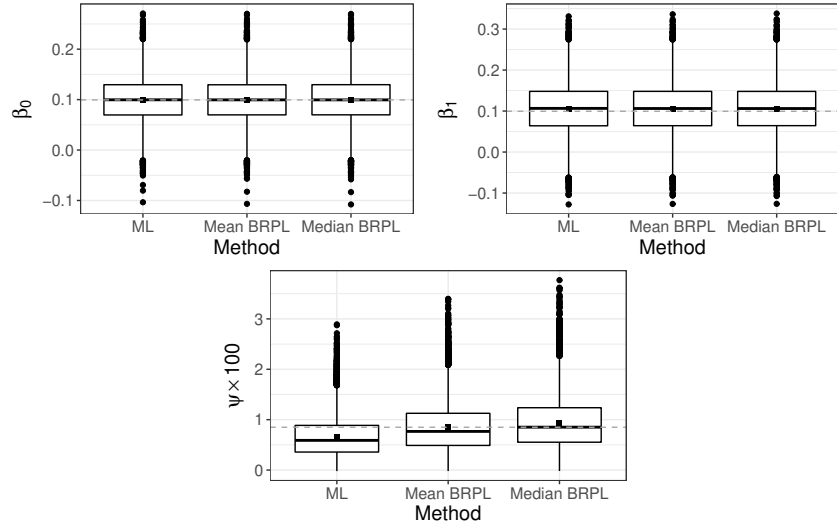 β0
0.2
0.1
0.0
−0.1
ML Mean BRPL Median BRPL
Method
β1
0.3
0.2
0.1
0.0
−0.1
ML Mean BRPL Median BRPL
Method
ψ × 100
3
2
1
0
ML Mean BRPL Median BRPL
Method